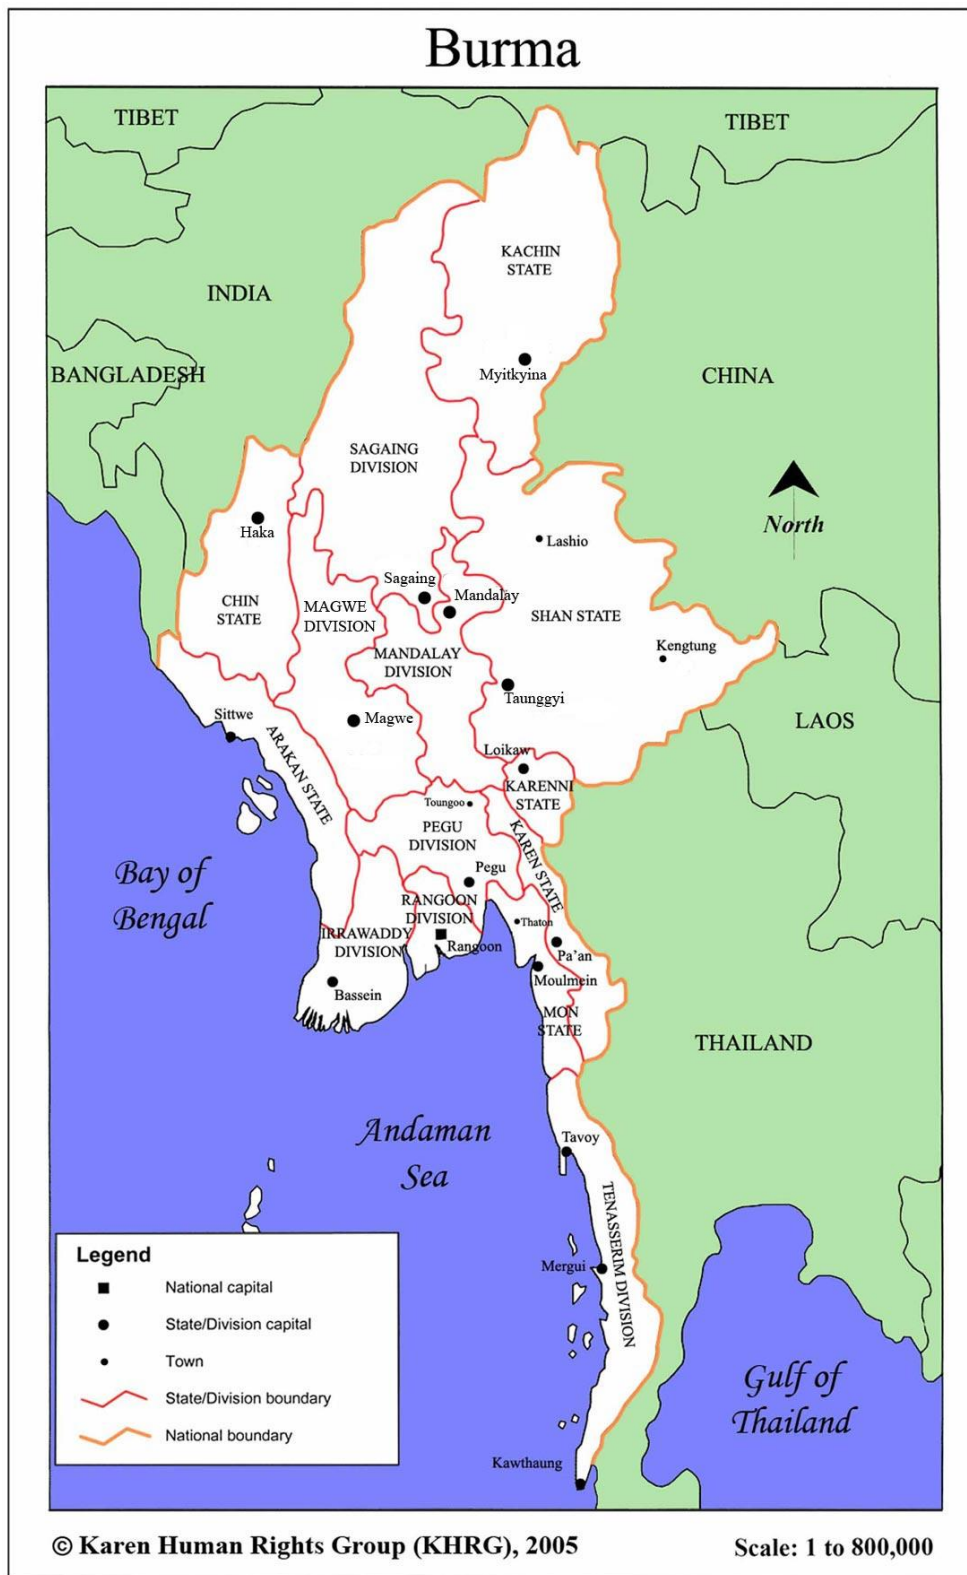 Burma
TIBET
TIBET
KACHIN
STATE
INDIA
Myitkyina
BANGLADESH
CHINA
SAGAING
DIVISION
North
Haka
Lashio
Sagaing
Mandalay
CHIN
STATE
MAGWE
DIVISION
SHAN STATE
MANDALAY
DIVISION
Kengtung
Taunggyi
Sittwe
Magwe
LAOS
ARAKAN STATE
Loikaw
KARENNI
STATE
Toungoo
PEGU
DIVISION
KAREN STATE
Bay of
Bengal
Pegu
RANGOON
DIVISION
Thaton
IRRAWADDY
DIVISION
Rangoon
Pa'an
Moulmein
Bassein
MON
STATE
THAILAND
Andaman
Sea
Tavoy
TENASSERIM DIVISION
Mergui
Legend
National capital
State/Division capital
Town
State/Division boundary
National boundary
Gulf of
Thailand
Kawthaung
© Karen Human Rights Group (KHRG), 2005
Scale: 1 to 800,000